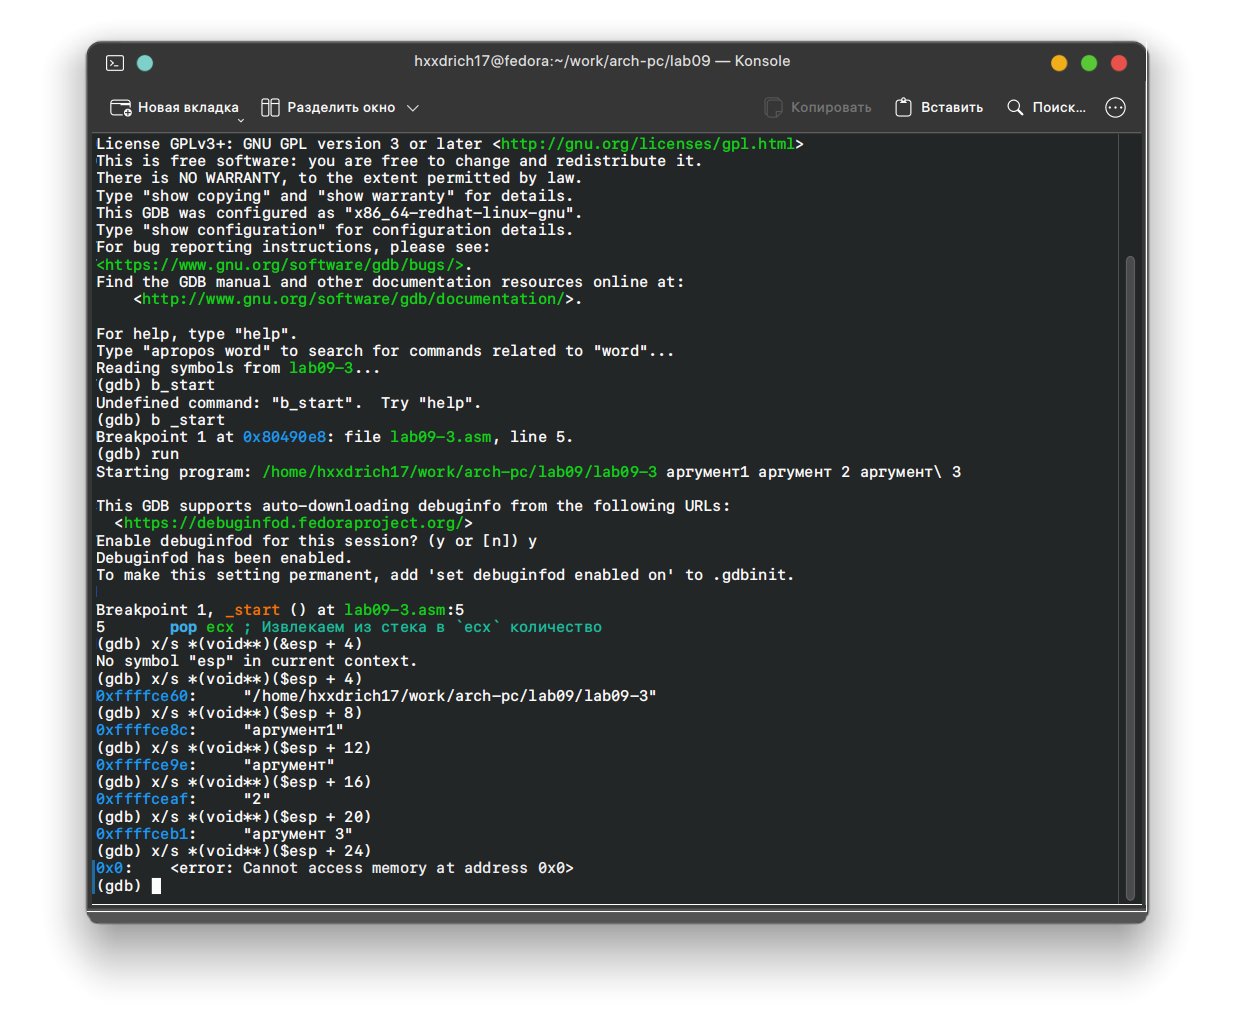 hxxdrich17@fedora:~/work/arch-pc/lab09 — Konsole
Новая вкладка Разделить окно Копировать Вставить Поиск...
License GPLv3+: GNU GPL version 3 or later <http://gnu.org/licenses/gpl.html>
This is free software: you are free to change and redistribute it.
There is NO WARRANTY, to the extent permitted by law.
Type "show copying" and "show warranty" for details.
This GDB was configured as "x86_64-redhat-linux-gnu".
Type "show configuration" for configuration details.
For bug reporting instructions, please see:
<https://www.gnu.org/software/gdb/bugs/>.
Find the GDB manual and other documentation resources online at:
    <http://www.gnu.org/software/gdb/documentation/>.

For help, type "help".
Type "apropos word" to search for commands related to "word"...
Reading symbols from lab09-3...
(gdb) b_start
Undefined command: "b_start".  Try "help".
(gdb) b _start
Breakpoint 1 at 0x80490e8: file lab09-3.asm, line 5.
(gdb) run
Starting program: /home/hxxdrich17/work/arch-pc/lab09/lab09-3 аргумент1 аргумент 2 аргумент\ 3

This GDB supports auto-downloading debuginfo from the following URLs:
  <https://debuginfod.fedoraproject.org/>
Enable debuginfod for this session? (y or [n]) y
Debuginfod has been enabled.
To make this setting permanent, add 'set debuginfod enabled on' to .gdbinit.

Breakpoint 1, _start () at lab09-3.asm:5
5       pop ecx ; Извлекаем из стека в `ecx` количество
(gdb) x/s *(void**)(&esp + 4)
No symbol "esp" in current context.
(gdb) x/s *(void**)($esp + 4)
0xffffce60:     "/home/hxxdrich17/work/arch-pc/lab09/lab09-3"
(gdb) x/s *(void**)($esp + 8)
0xffffce8c:     "аргумент1"
(gdb) x/s *(void**)($esp + 12)
0xffffce9e:     "аргумент"
(gdb) x/s *(void**)($esp + 16)
0xffffceaf:     "2"
(gdb) x/s *(void**)($esp + 20)
0xffffceb1:     "аргумент 3"
(gdb) x/s *(void**)($esp + 24)
0x0:    <error: Cannot access memory at address 0x0>
(gdb)